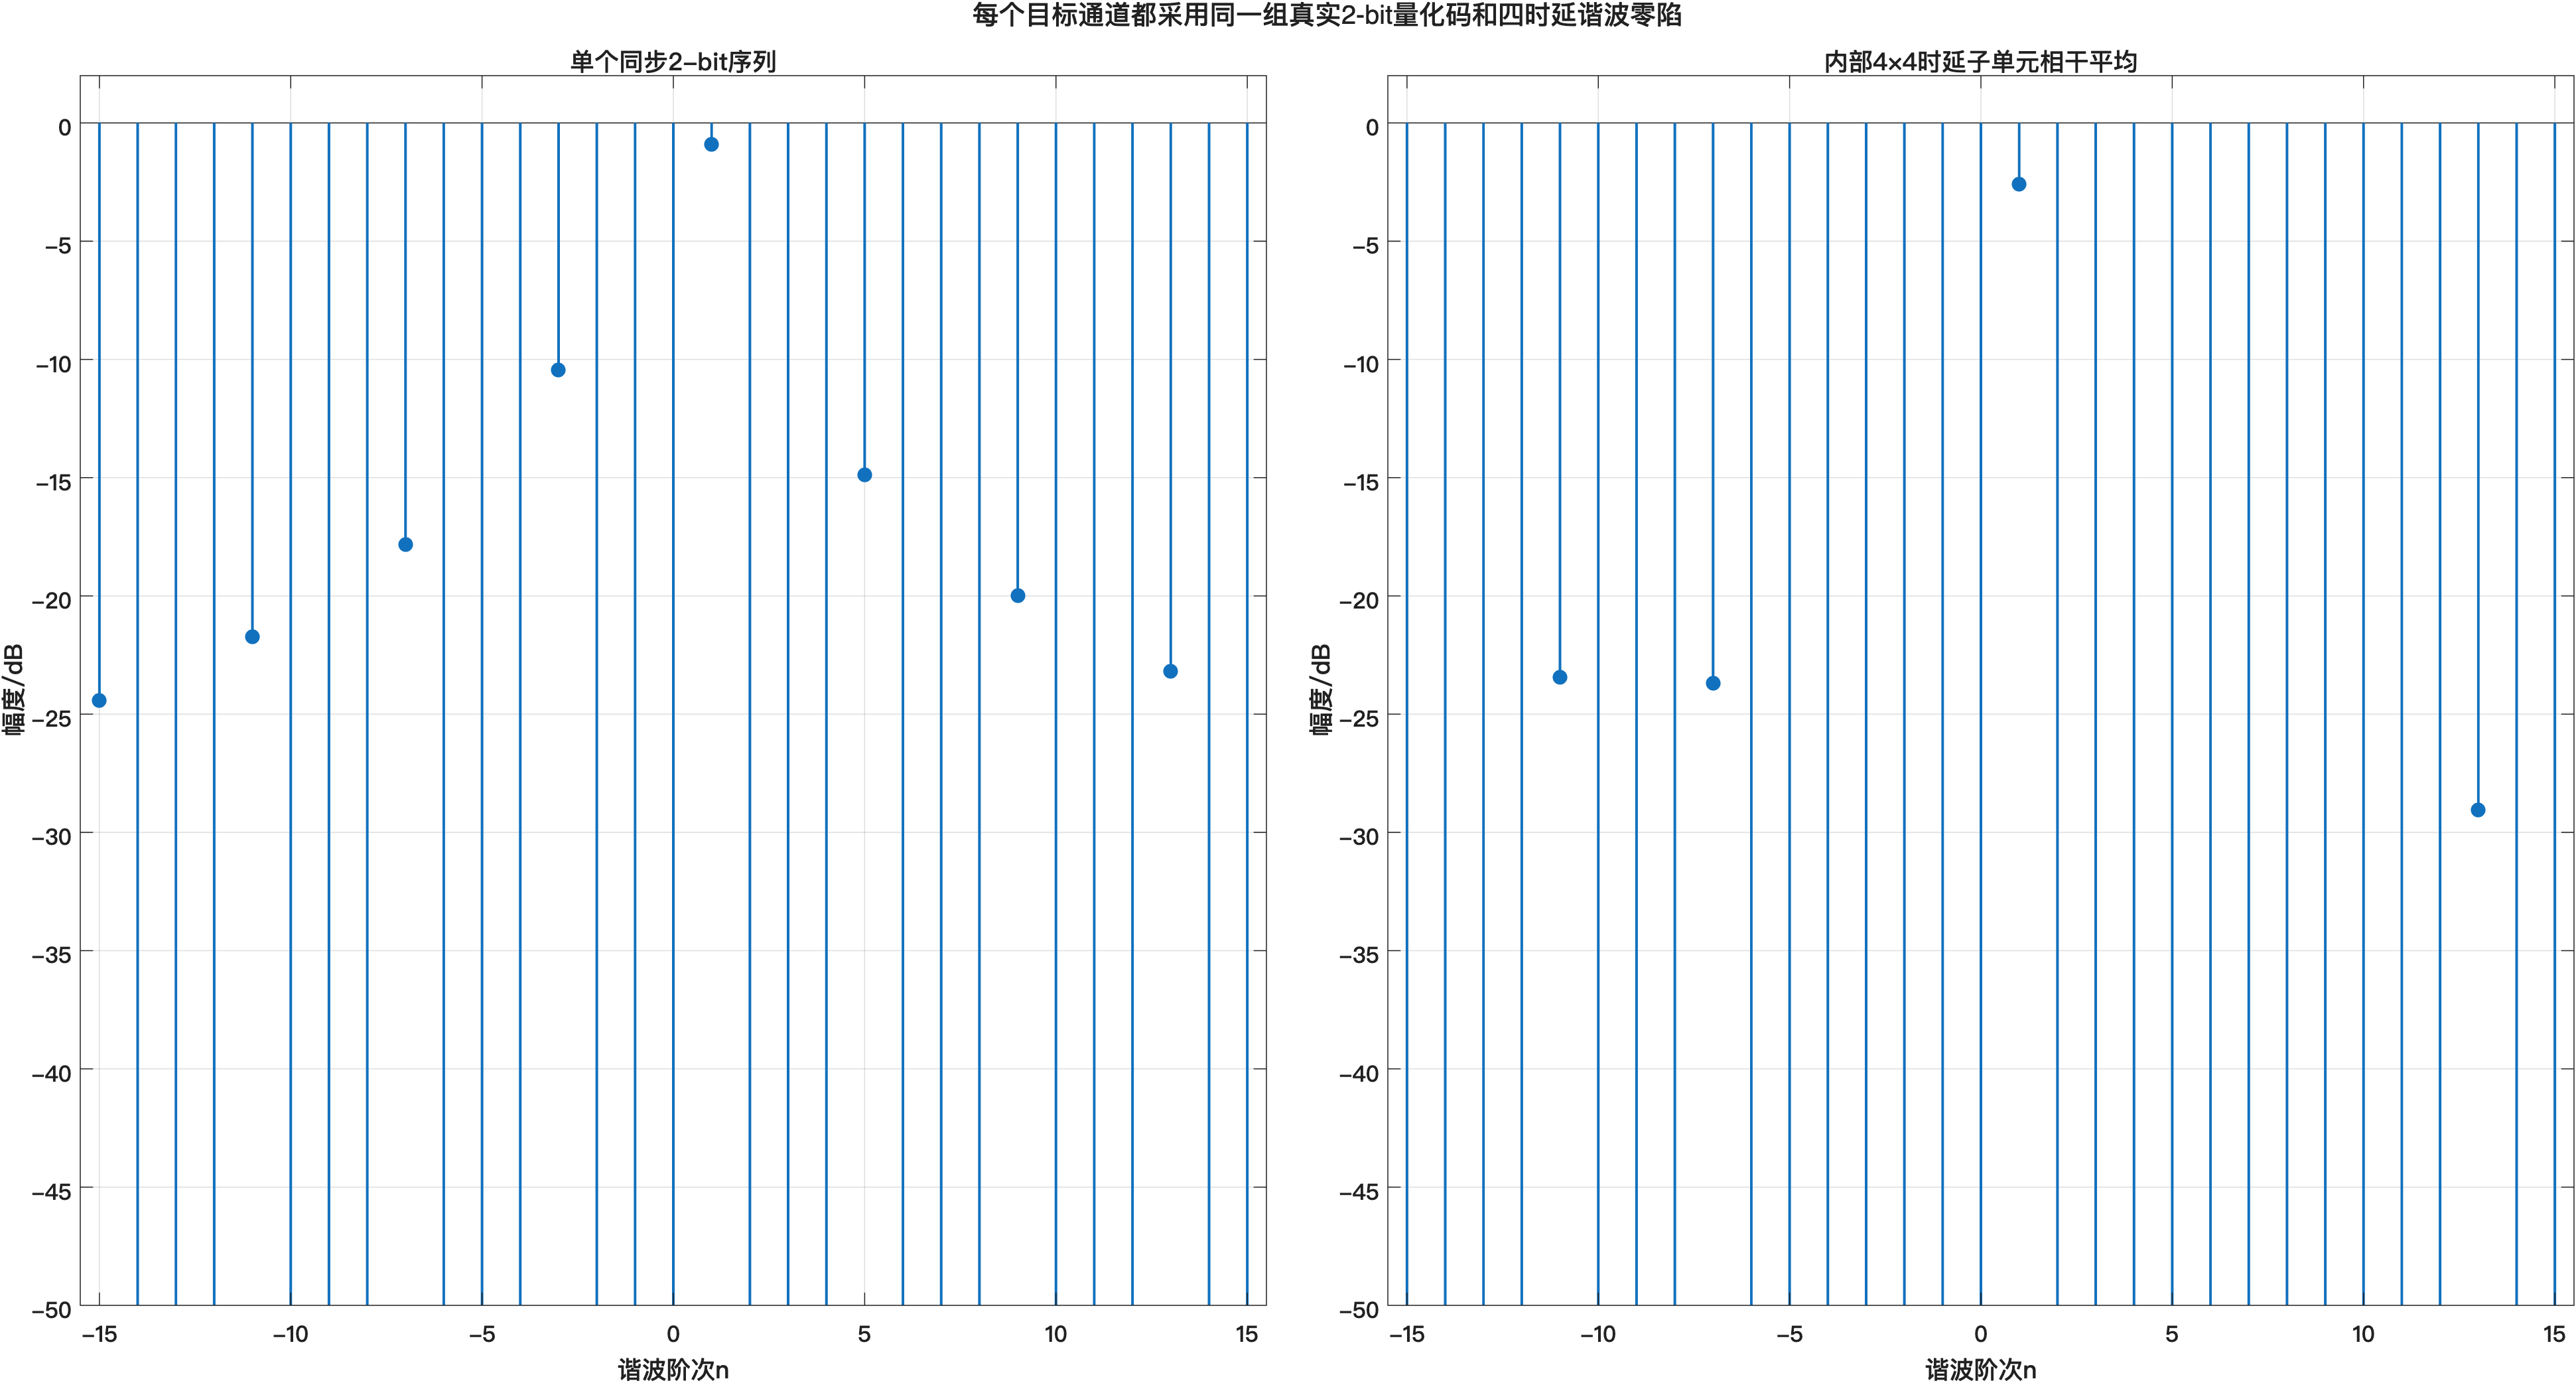 每个目标通道都采用同一组真实2-bit量化码和四时延谐波零陷
单个同步2–bit序列
0
–5
–10
–15
–20
–25
–30
–35
–40
–45
–50
幅度/dB
–15 –10 –5 0 5 10 15
谐波阶次n
内部4×4时延子单元相干平均
0
–5
–10
–15
–20
–25
–30
–35
–40
–45
–50
幅度/dB
–15 –10 –5 0 5 10 15
谐波阶次n